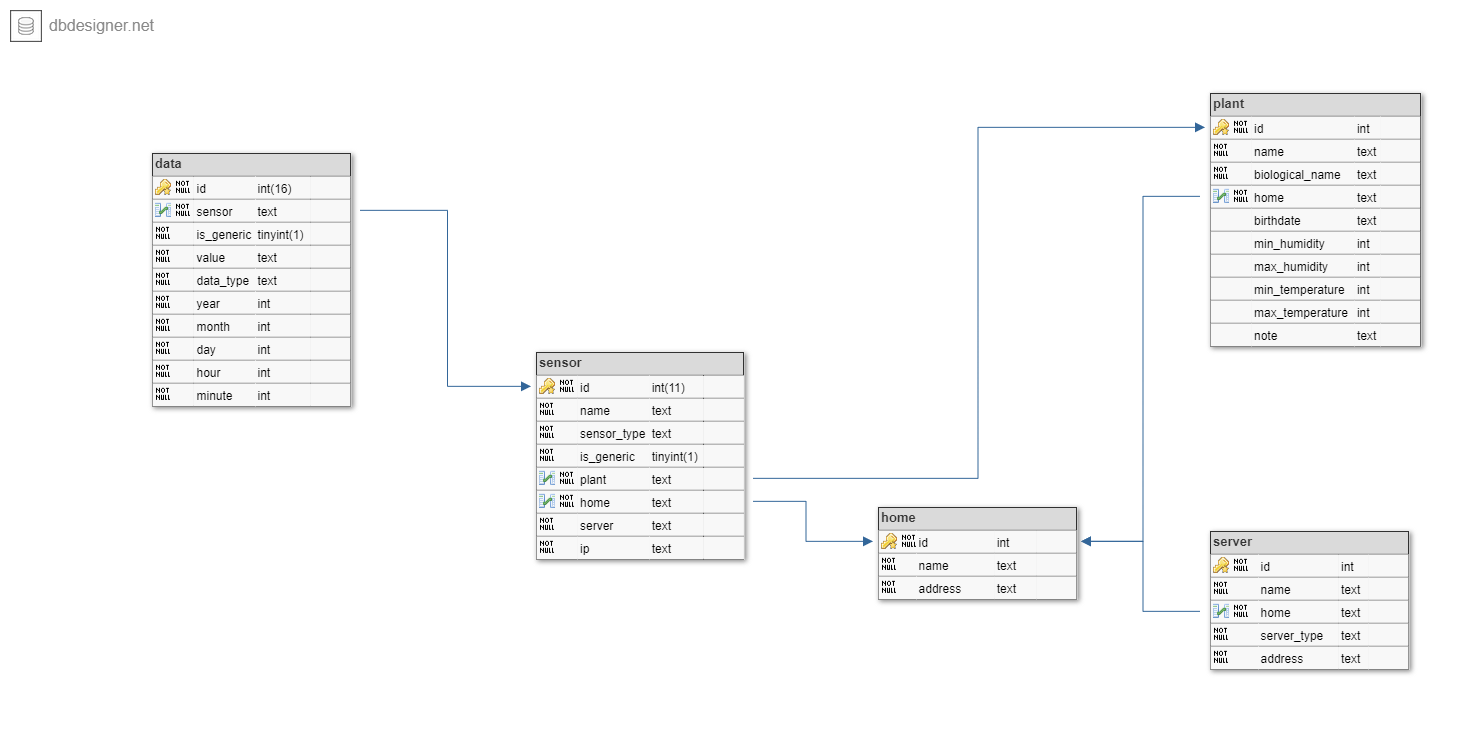 dbdesigner.net
data
NOT NULL id int(16)
NOT NULL sensor text
NOT NULL is_generic tinyint(1)
NOT NULL value text
NOT NULL data_type text
NOT NULL year int
NOT NULL month int
NOT NULL day int
NOT NULL hour int
NOT NULL minute int
sensor
NOT NULL id int(11)
NOT NULL name text
NOT NULL sensor_type text
NOT NULL is_generic tinyint(1)
NOT NULL plant text
NOT NULL home text
NOT NULL server text
NOT NULL ip text
home
NOT NULL id int
NOT NULL name text
NOT NULL address text
plant
NOT NULL id int
NOT NULL name text
NOT NULL biological_name text
NOT NULL home text
birthdate text
min_humidity int
max_humidity int
min_temperature int
max_temperature int
note text
server
NOT NULL id int
NOT NULL name text
NOT NULL home text
NOT NULL server_type text
NOT NULL address text